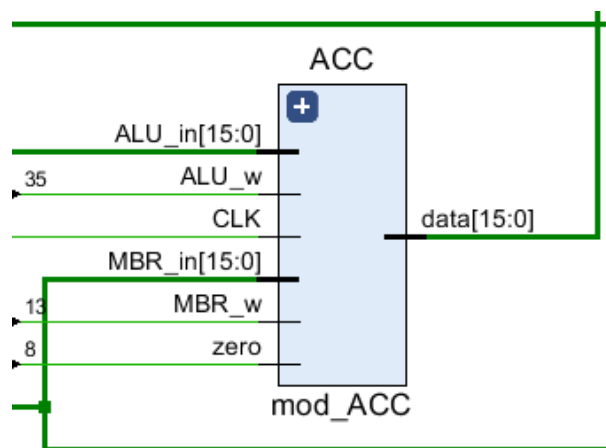 ACC
ALU_in[15:0]
35
ALU_w
CLK
data[15:0]
MBR_in[15:0]
13
MBR_w
8
zero
mod_ACC